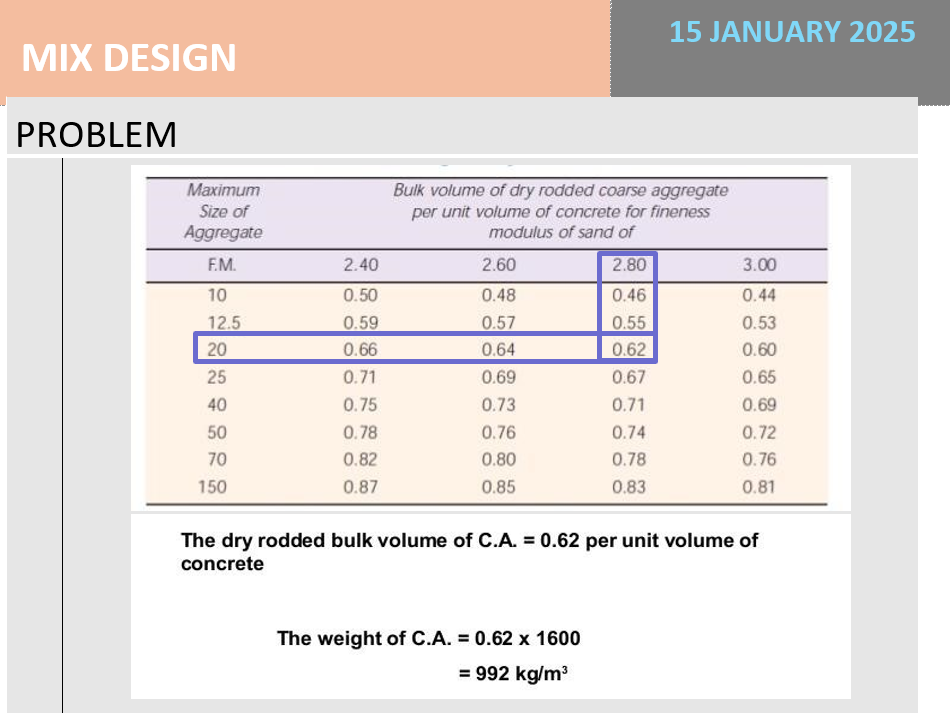 MIX DESIGN
15 JANUARY 2025
PROBLEM
Maximum Bulk volume of dry rodded coarse aggregate
Size of per unit volume of concrete for fineness
Aggregate modulus of sand of
F.M. 2.40 2.60 2.80 3.00
10 0.50 0.48 0.46 0.44
12.5 0.59 0.57 0.55 0.53
20 0.66 0.64 0.62 0.60
25 0.71 0.69 0.67 0.65
40 0.75 0.73 0.71 0.69
50 0.78 0.76 0.74 0.72
70 0.82 0.80 0.78 0.76
150 0.87 0.85 0.83 0.81
The dry rodded bulk volume of C.A. = 0.62 per unit volume of
concrete
The weight of C.A. = 0.62 x 1600
= 992 kg/m³